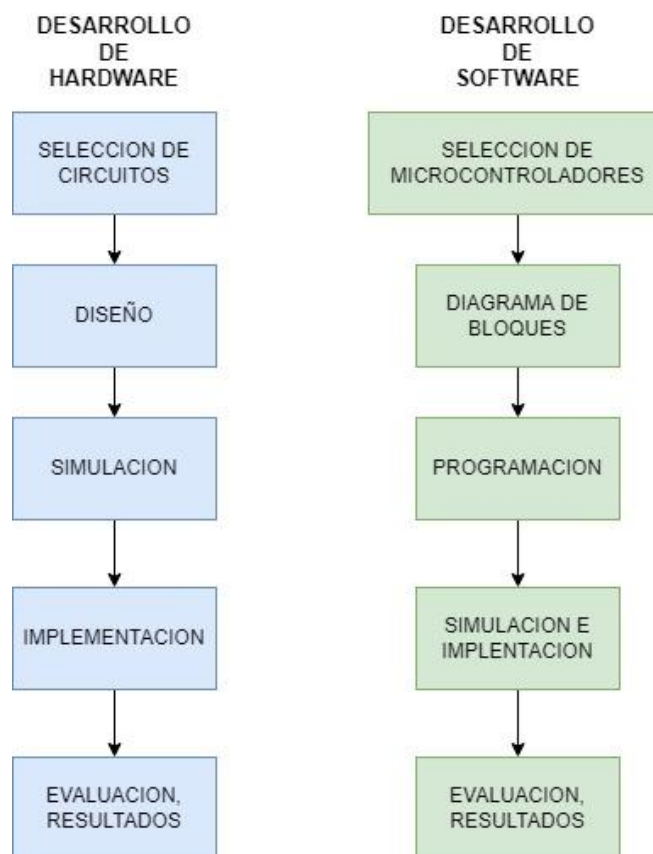 DESARROLLO
DE
HARDWARE
SELECCION DE
CIRCUITOS
DISEÑO
SIMULACION
IMPLEMENTACION
EVALUACION,
RESULTADOS
DESARROLLO
DE
SOFTWARE
SELECCION DE
MICROCONTROLADORES
DIAGRAMA DE
BLOQUES
PROGRAMACION
SIMULACION E
IMPLENTACION
EVALUACION,
RESULTADOS